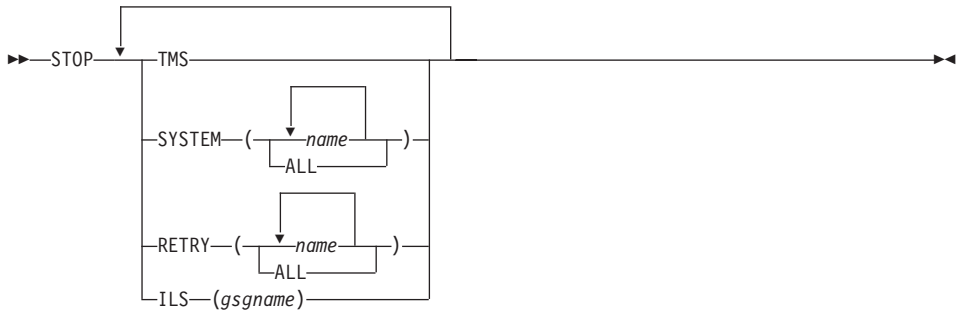 STOP TMS
SYSTEM ( name )
ALL
RETRY ( name )
ALL
ILS (gsgname)